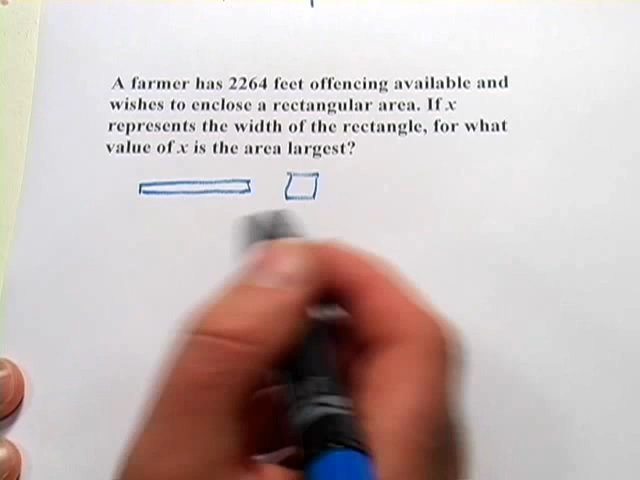 A farmer has 2264 feet offencing available and
wishes to enclose a rectangular area. If x
represents the width of the rectangle, for what
value of x is the area largest?